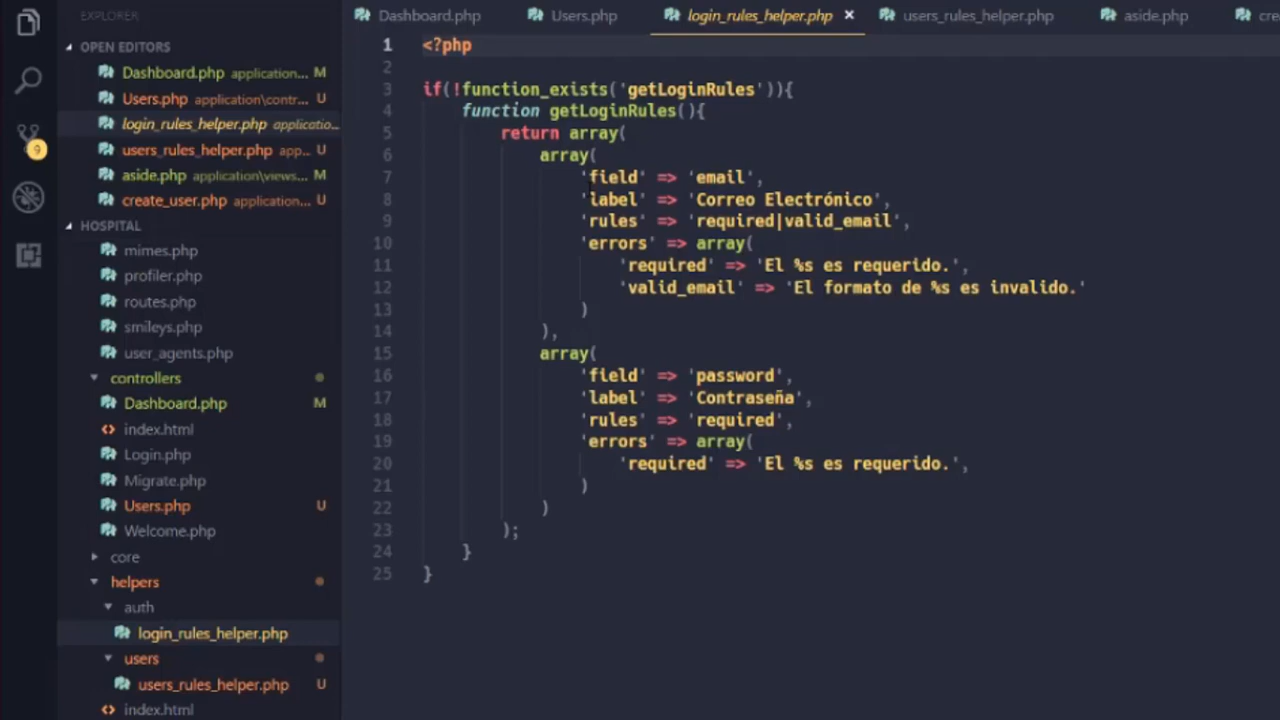 EXPLORER
OPEN EDITORS
Dashboard.php application... M
Users.php application\contr... U
login_rules_helper.php applicatio...
users_rules_helper.php app... U
aside.php application\views... M
create_user.php application... U
HOSPITAL
mimes.php
profiler.php
routes.php
smileys.php
user_agents.php
controllers
Dashboard.php M
index.html
Login.php
Migrate.php
Users.php U
Welcome.php
core
helpers
auth
login_rules_helper.php
users
users_rules_helper.php U
index.html
9
Dashboard.php Users.php login_rules_helper.php × users_rules_helper.php aside.php cre
1 <?php
2
3 if(!function_exists('getLoginRules')){
4 function getLoginRules(){
5 return array(
6 array(
7 'field' => 'email',
8 'label' => 'Correo Electrónico',
9 'rules' => 'required|valid_email',
10 'errors' => array(
11 'required' => 'El %s es requerido.',
12 'valid_email' => 'El formato de %s es invalido.'
13 )
14 ),
15 array(
16 'field' => 'password',
17 'label' => 'Contraseña',
18 'rules' => 'required',
19 'errors' => array(
20 'required' => 'El %s es requerido.',
21 )
22 )
23 );
24 }
25 }